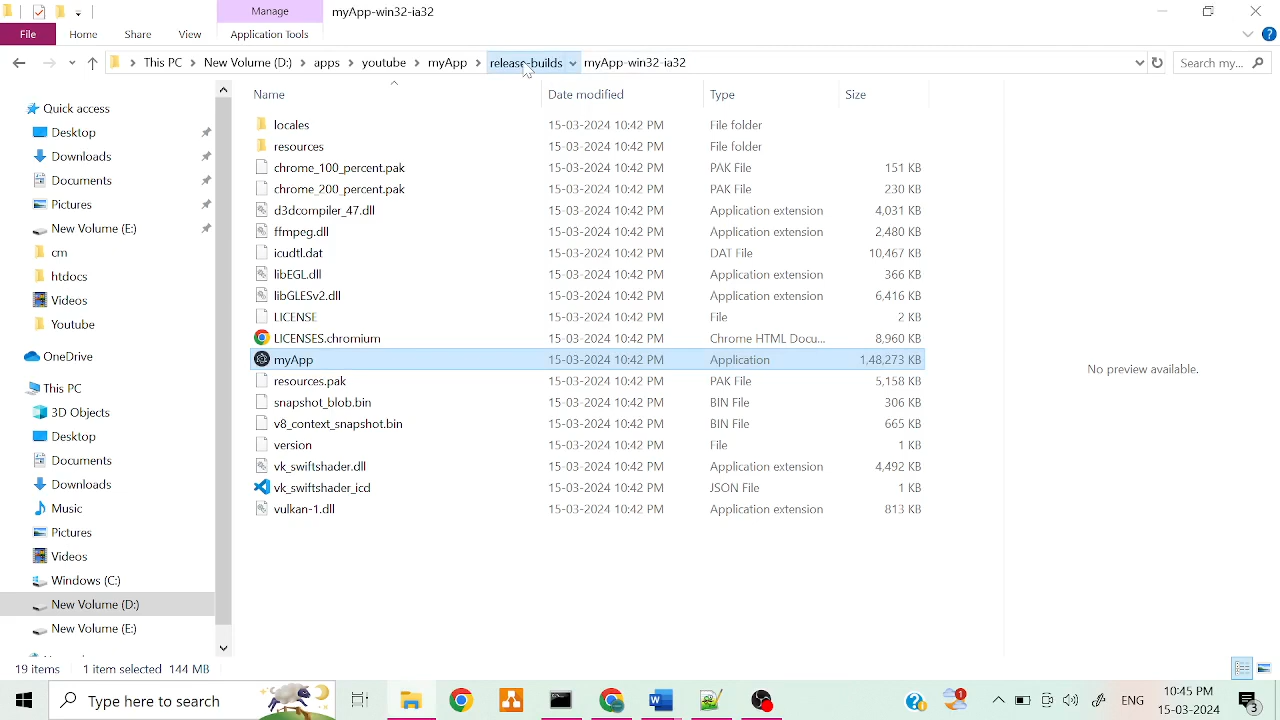 Manage myApp-win32-ia32
File Home Share View Application Tools
This PC New Volume (D:) apps youtube myApp release-builds myApp-win32-ia32 Search my...
Name Date modified Type Size
Quick access
Desktop
Downloads
Documents
Pictures
New Volume (E:)
cm
htdocs
Videos
Youtube
OneDrive
This PC
3D Objects
Desktop
Documents
Downloads
Music
Pictures
Videos
Windows (C:)
New Volume (D:)
New Volume (E:)
locales 15-03-2024 10:42 PM File folder
resources 15-03-2024 10:42 PM File folder
chrome_100_percent.pak 15-03-2024 10:42 PM PAK File 151 KB
chrome_200_percent.pak 15-03-2024 10:42 PM PAK File 230 KB
d3dcompiler_47.dll 15-03-2024 10:42 PM Application extension 4,031 KB
ffmpeg.dll 15-03-2024 10:42 PM Application extension 2,480 KB
icudtl.dat 15-03-2024 10:42 PM DAT File 10,467 KB
libEGL.dll 15-03-2024 10:42 PM Application extension 366 KB
libGLESv2.dll 15-03-2024 10:42 PM Application extension 6,416 KB
LICENSE 15-03-2024 10:42 PM File 2 KB
LICENSES.chromium 15-03-2024 10:42 PM Chrome HTML Docu... 8,960 KB
myApp 15-03-2024 10:42 PM Application 1,48,273 KB
resources.pak 15-03-2024 10:42 PM PAK File 5,158 KB
snapshot_blob.bin 15-03-2024 10:42 PM BIN File 306 KB
v8_context_snapshot.bin 15-03-2024 10:42 PM BIN File 665 KB
version 15-03-2024 10:42 PM File 1 KB
vk_swiftshader.dll 15-03-2024 10:42 PM Application extension 4,492 KB
vk_swiftshader_icd 15-03-2024 10:42 PM JSON File 1 KB
vulkan-1.dll 15-03-2024 10:42 PM Application extension 813 KB
No preview available.
19 items 1 item selected 144 MB
Type here to search 1 ENG 10:45 PM 3
15-03-2024